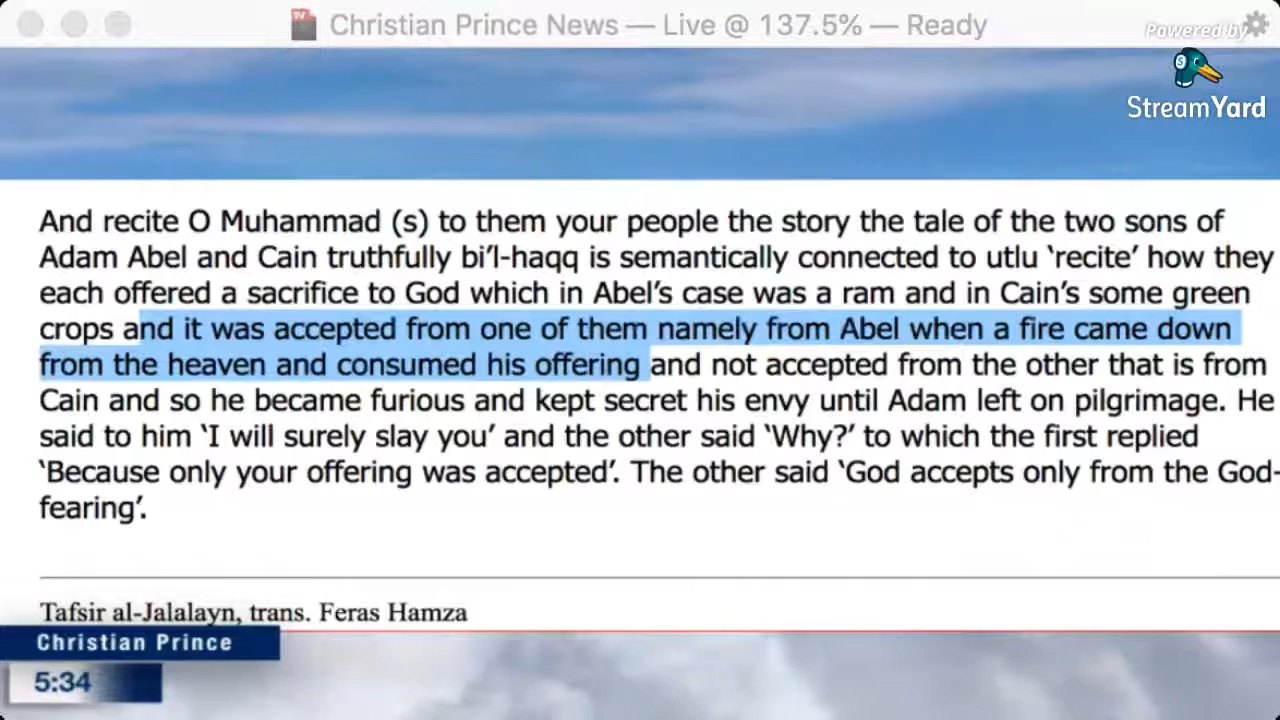 Christian Prince News — Live @ 137.5% — Ready
Powered by
StreamYard
And recite O Muhammad (s) to them your people the story the tale of the two sons of
Adam Abel and Cain truthfully bi’l-haqq is semantically connected to utlu ‘recite’ how they
each offered a sacrifice to God which in Abel’s case was a ram and in Cain’s some green
crops and it was accepted from one of them namely from Abel when a fire came down
from the heaven and consumed his offering and not accepted from the other that is from
Cain and so he became furious and kept secret his envy until Adam left on pilgrimage. He
said to him ‘I will surely slay you’ and the other said ‘Why?’ to which the first replied
‘Because only your offering was accepted’. The other said ‘God accepts only from the God-
fearing’.
Tafsir al-Jalalayn, trans. Feras Hamza
Christian Prince
5:34